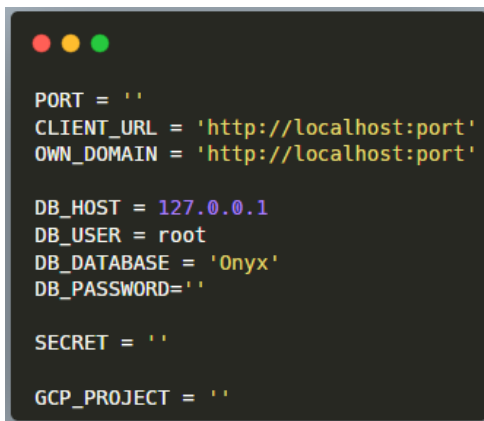 PORT = ''
CLIENT_URL = 'http://localhost:port'
OWN_DOMAIN = 'http://localhost:port'
DB_HOST = 127.0.0.1
DB_USER = root
DB_DATABASE = 'Onyx'
DB_PASSWORD=''
SECRET = ''
GCP_PROJECT = ''